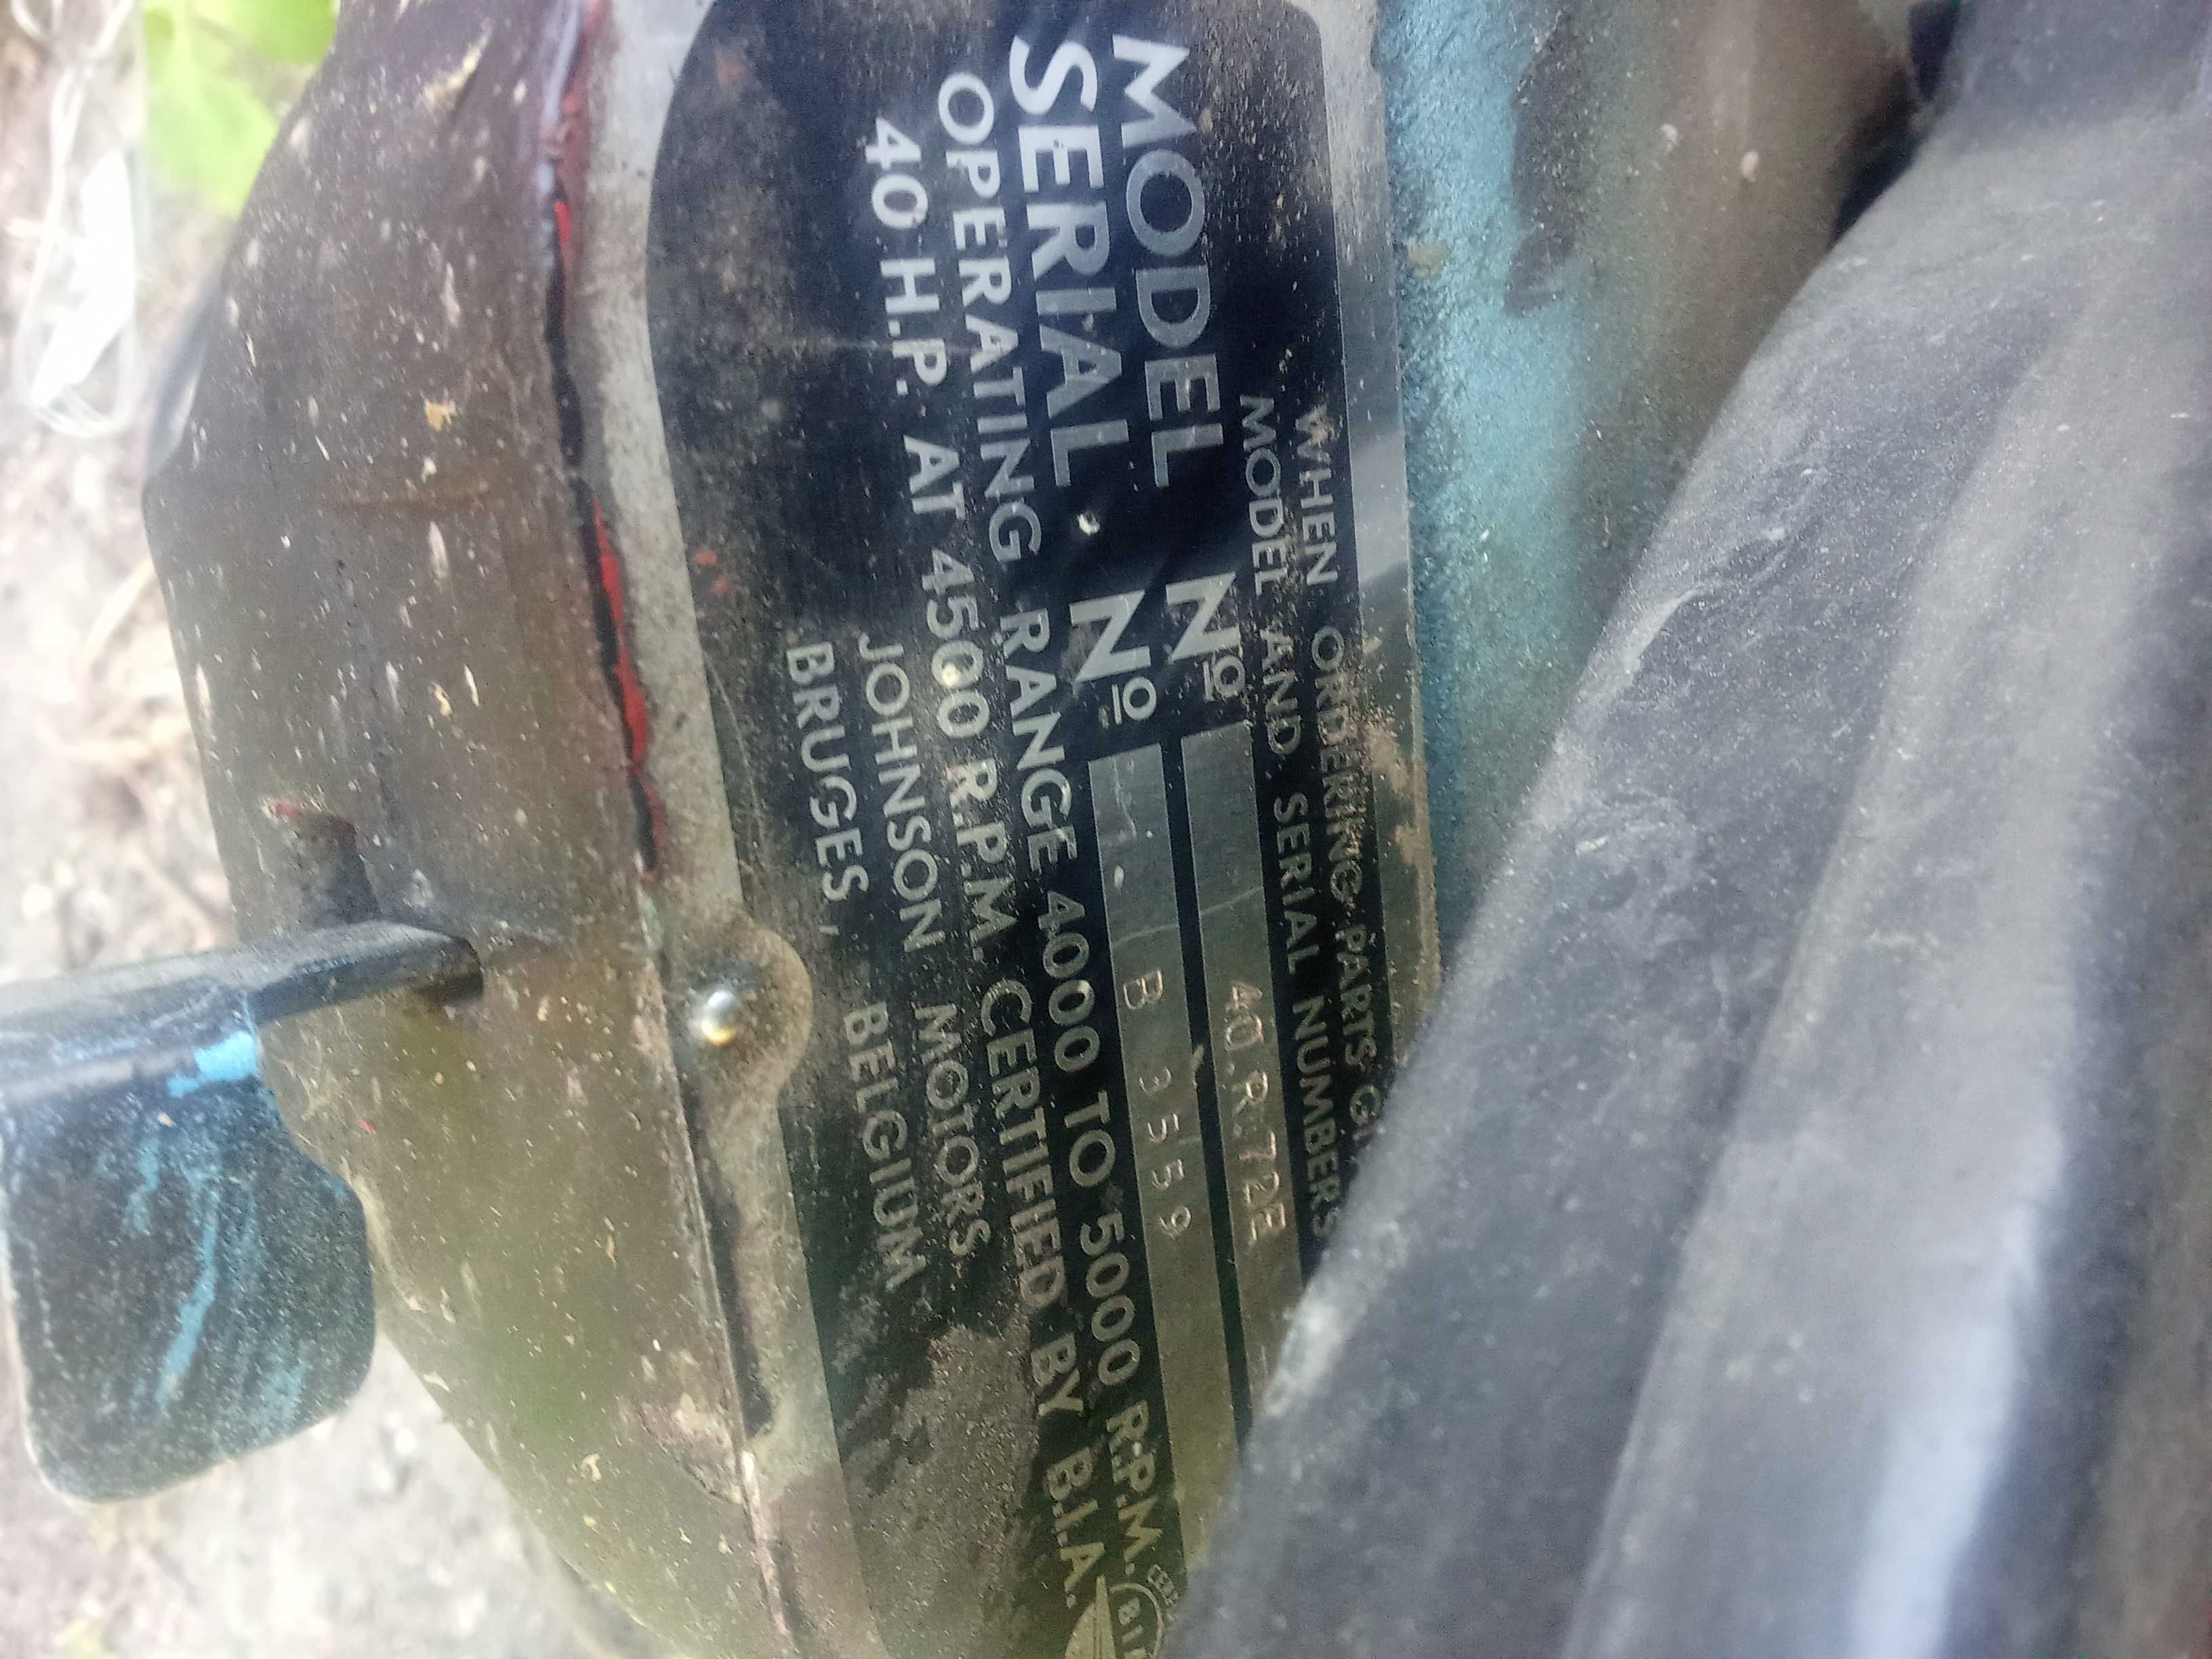 WHEN ORDERING PARTS
MODEL AND SERIAL NUMBERS
MODEL Nº 40.R.72E
SERIAL Nº B 3559
OPERATING RANGE 4000 TO 5000 R.P.M.
40 H.P. AT 4500 R.P.M. CERTIFIED BY B.I.A.
JOHNSON MOTORS
BRUGES, BELGIUM